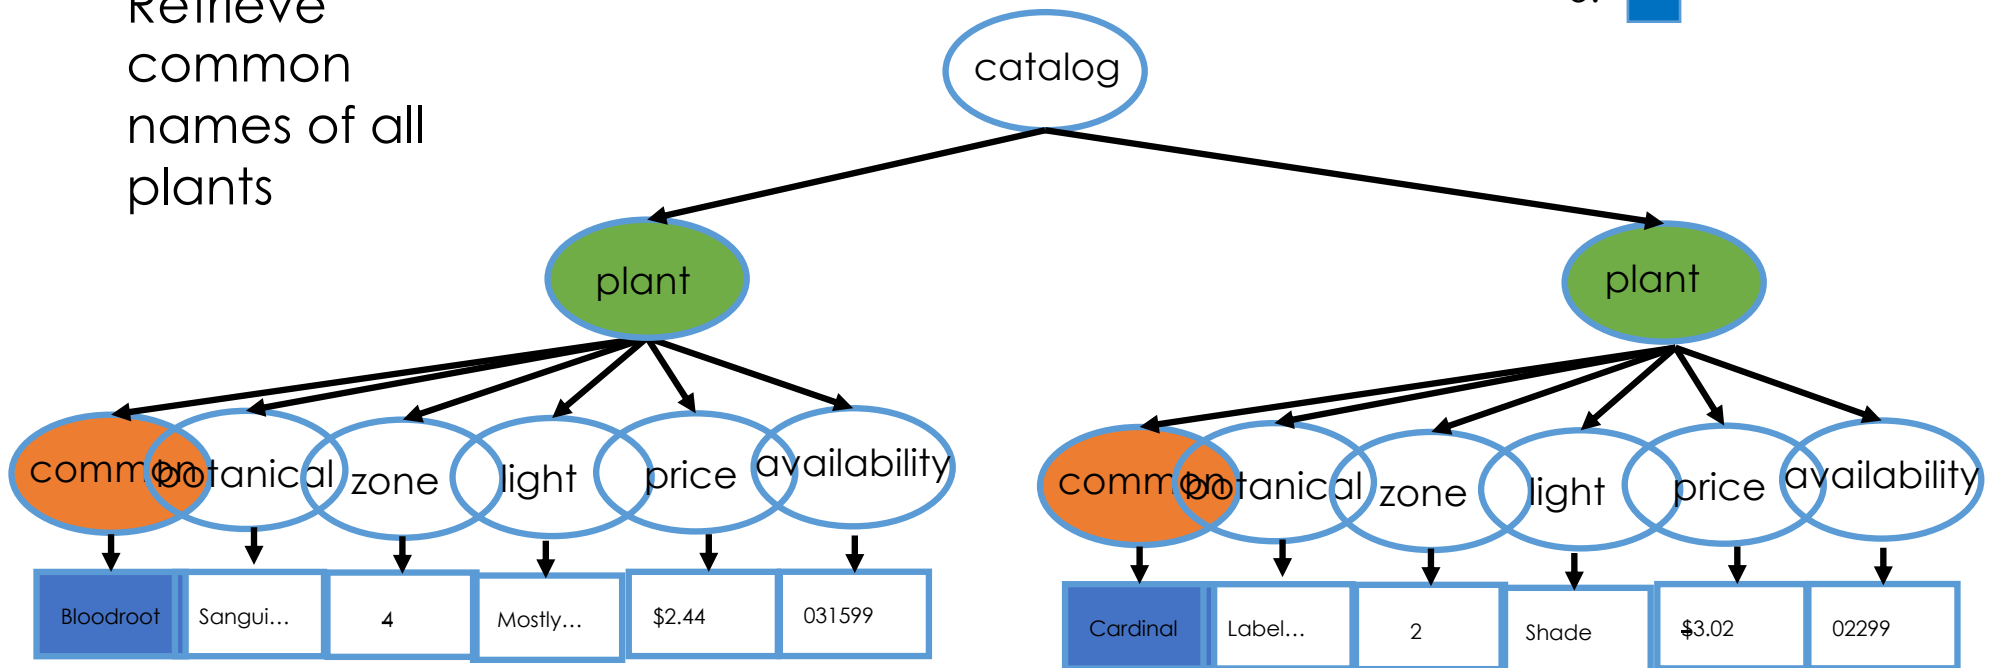 Retrieve
common
names of all
plants
catalog
plant
plant
common
botanical
zone
light
price
availability
common
botanical
zone
light
price
availability
Bloodroot
Sangui...
4
Mostly...
$2.44
031599
Cardinal
Label...
2
Shade
$3.02
02299